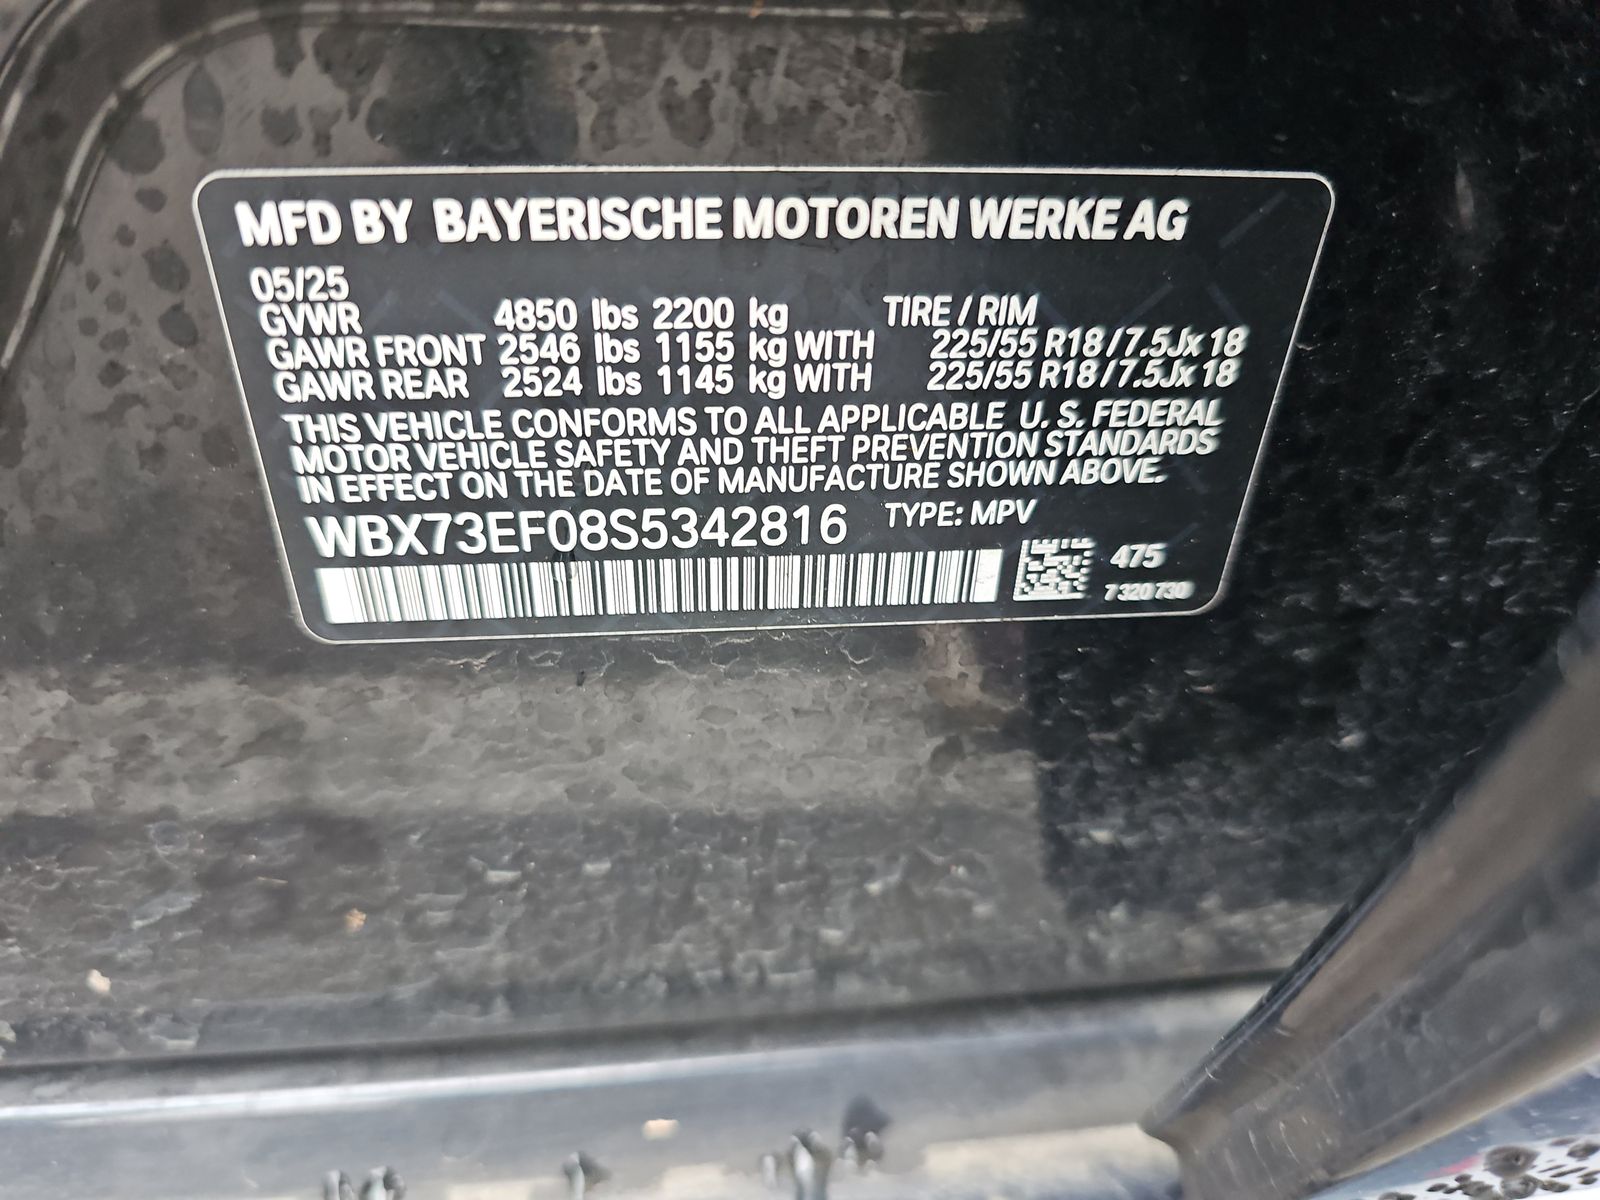 MFD BY BAYERISCHE MOTOREN WERKE AG
05/25
GVWR 4850 lbs 2200 kg TIRE / RIM
GAWR FRONT 2546 lbs 1155 kg WITH 225/55 R18 / 7.5Jx18
GAWR REAR 2524 lbs 1145 kg WITH 225/55 R18 / 7.5Jx18
THIS VEHICLE CONFORMS TO ALL APPLICABLE U. S. FEDERAL
MOTOR VEHICLE SAFETY AND THEFT PREVENTION STANDARDS
IN EFFECT ON THE DATE OF MANUFACTURE SHOWN ABOVE.
WBX73EF08S5342816 TYPE: MPV
475
7 320 730